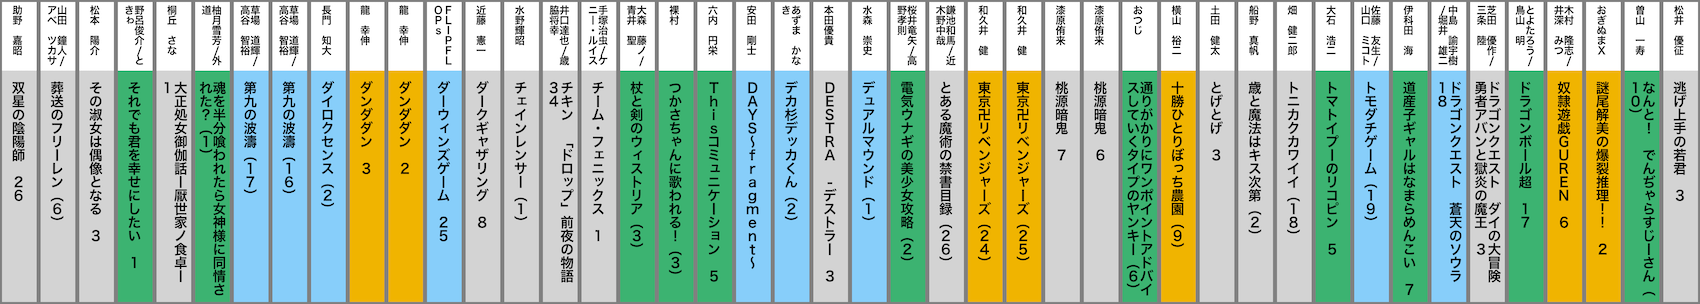 松井　優征
逃げ上手の若君　3
曽山　一寿
なんと！　でんぢゃらすじーさん（
10）
おぎぬまX
謎尾解美の爆裂推理！！　2
木村　隆志/
井深　みつ
奴隷遊戯GUREN　6
とよたろう/
鳥山　明
ドラゴンボール超　17
芝田　優作/
三条　陸
ドラゴンクエスト　ダイの大冒険
勇者アバンと獄炎の魔王　3
中島　諭宇樹
/堀井　雄二
ドラゴンクエスト　蒼天のソウラ
18
伊科田　海
道産子ギャルはなまらめんこい　7
佐藤　友生/
山口　ミコト
トモダチゲーム（19）
大石　浩二
トマトイプーのリコピン　5
畑　健二郎
トニカクカワイイ（18）
船野　真帆
歳と魔法はキス次第（2）
土田　健太
とげとげ　3
横山　裕二
十勝ひとりぼっち農園（9）
おつじ
通りがかりにワンポイントアドバイ
スしていくタイプのヤンキー（6）
漆原侑来
桃源暗鬼　6
漆原侑来
桃源暗鬼　7
和久井　健
東京卍リベンジャーズ（25）
和久井　健
東京卍リベンジャーズ（24）
鎌池和馬/近
木野中哉
とある魔術の禁書目録（26）
桜井竜矢/高
野孝則
電気ウナギの美少女攻略（2）
水森　崇史
デュアルマウンド（1）
本田優貴
DESTRA　-デストラー　3
あずま　かな
き
デカ杉デッカくん（2）
安田　剛士
DAYS～fragment～
六内　円栄
Thisコミュニケーション　5
裸村
つかさちゃんに歌われる！（3）
大森　藤ノ/
青井　聖
杖と剣のウィストリア（3）
手塚治虫/ケ
ニー・ルイス
チーム・フェニックス　1
井口達也/歳
脇将幸
チキン　「ドロップ」前夜の物語
34
水野輝昭
チェインレンサー（1）
近藤　憲一
ダークギャザリング　8
FLIPFL
OPs
ダーウィンズゲーム　25
龍　幸伸
ダンダダン　2
龍　幸伸
ダンダダン　3
長門　知大
ダイロクセンス（2）
草場　道輝/
高谷　智裕
第九の波濤（16）
草場　道輝/
高谷　智裕
第九の波濤（17）
柚月雪芳/外
道
魂を半分喰われたら女神様に同情さ
れた？（1）
桐丘　さな
大正処女御伽話ー厭世家ノ食卓ー
1
野呂俊介/と
きゎ
それでも君を幸せにしたい　1
松本　陽介
その淑女は偶像となる　3
山田　鐘人/
アベ　ツカサ
葬送のフリーレン（6）
助野　嘉昭
双星の陰陽師　26